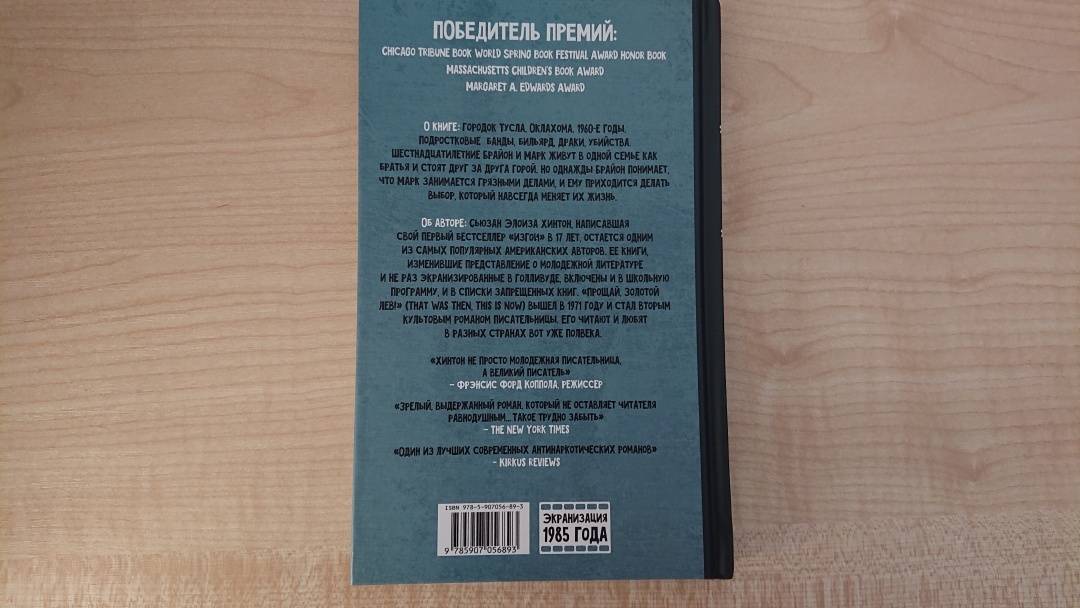 ПОБЕДИТЕЛЬ ПРЕМИЙ:
CHICAGO TRIBUNE BOOK WORLD SPRING BOOK FESTIVAL AWARD HONOR BOOK
MASSACHUSETTS CHILDREN'S BOOK AWARD
MARGARET A. EDWARDS AWARD
О КНИГЕ: ГОРОДОК ТУСЛА, ОКЛАХОМА, 1960-Е ГОДЫ.
ПОДРОСТКОВЫЕ БАНДЫ, БИЛЬЯРД, ДРАКИ, УБИЙСТВА.
ШЕСТНАДЦАТИЛЕТНИЕ БРАЙОН И МАРК ЖИВУТ В ОДНОЙ СЕМЬЕ КАК
БРАТЬЯ И СТОЯТ ДРУГ ЗА ДРУГА ГОРОЙ. НО ОДНАЖДЫ БРАЙОН ПОНИМАЕТ,
ЧТО МАРК ЗАНИМАЕТСЯ ГРЯЗНЫМИ ДЕЛАМИ, И ЕМУ ПРИХОДИТСЯ ДЕЛАТЬ
ВЫБОР, КОТОРЫЙ НАВСЕГДА МЕНЯЕТ ИХ ЖИЗНЬ.
ОБ АВТОРЕ: СЬЮЗАН ЭЛОИЗА ХИНТОН, НАПИСАВШАЯ
СВОЙ ПЕРВЫЙ БЕСТСЕЛЛЕР «ИЗГОИ» В 17 ЛЕТ, ОСТАЕТСЯ ОДНИМ
ИЗ САМЫХ ПОПУЛЯРНЫХ АМЕРИКАНСКИХ АВТОРОВ. ЕЕ КНИГИ,
ИЗМЕНИВШИЕ ПРЕДСТАВЛЕНИЕ О МОЛОДЕЖНОЙ ЛИТЕРАТУРЕ
И НЕ РАЗ ЭКРАНИЗИРОВАННЫЕ В ГОЛЛИВУДЕ, ВКЛЮЧЕНЫ И В ШКОЛЬНУЮ
ПРОГРАММУ, И В СПИСКИ ЗАПРЕЩЕННЫХ КНИГ. «ПРОЩАЙ, ЗОЛОТОЙ
ЛЕВ!» (THAT WAS THEN, THIS IS NOW) ВЫШЕЛ В 1971 ГОДУ И СТАЛ ВТОРЫМ
КУЛЬТОВЫМ РОМАНОМ ПИСАТЕЛЬНИЦЫ. ЕГО ЧИТАЮТ И ЛЮБЯТ
В РАЗНЫХ СТРАНАХ ВОТ УЖЕ ПОЛВЕКА.
«ХИНТОН НЕ ПРОСТО МОЛОДЕЖНАЯ ПИСАТЕЛЬНИЦА,
А ВЕЛИКИЙ ПИСАТЕЛЬ»
– ФРЭНСИС ФОРД КОППОЛА, РЕЖИССЁР
«ЗРЕЛЫЙ, ВЫДЕРЖАННЫЙ РОМАН, КОТОРЫЙ НЕ ОСТАВЛЯЕТ ЧИТАТЕЛЯ
РАВНОДУШНЫМ... ТАКОЕ ТРУДНО ЗАБЫТЬ»
– THE NEW YORK TIMES
«ОДИН ИЗ ЛУЧШИХ СОВРЕМЕННЫХ АНТИНАРКОТИЧЕСКИХ РОМАНОВ»
– KIRKUS REVIEWS
ISBN 978-5-907056-89-3
9 785907 056893
ЭКРАНИЗАЦИЯ
1985 ГОДА